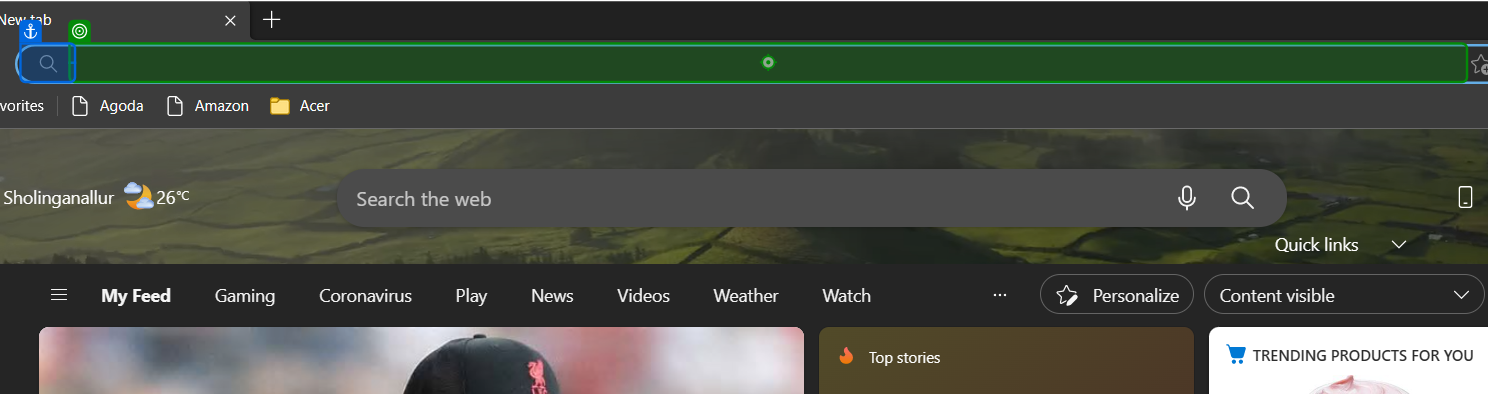 New tab
vorites Agoda Amazon Acer
Sholinganallur 26°C
Search the web
Quick links
My Feed Gaming Coronavirus Play News Videos Weather Watch ... Personalize Content visible
Top stories
TRENDING PRODUCTS FOR YOU